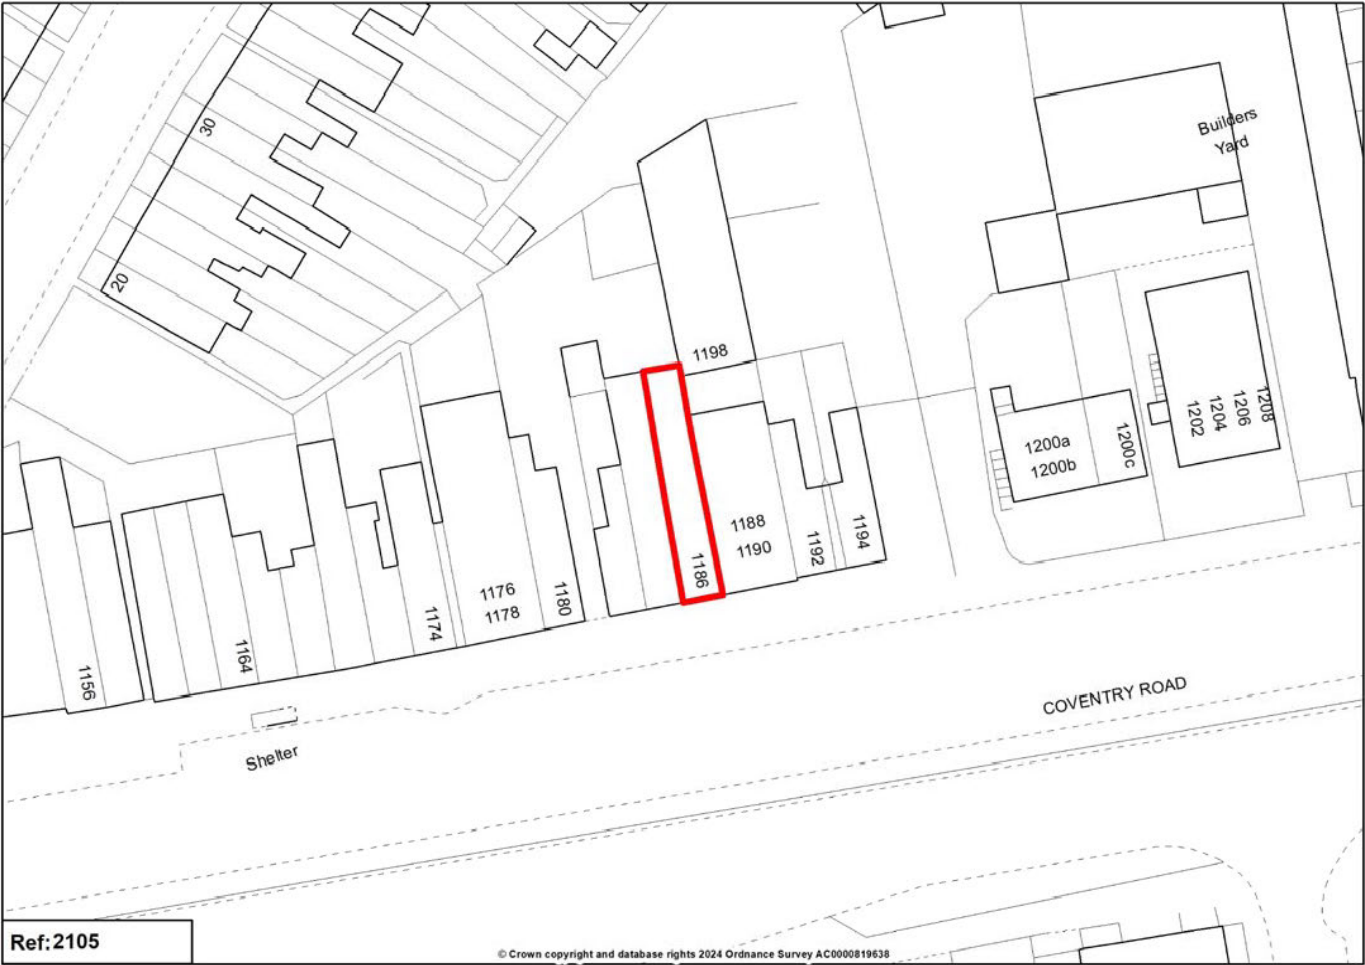 30
20
Builders
Yard
1198
1200a
1200b
1200c
1202
1204
1206
1208
1188
1190
1192
1194
1186
1180
1176
1178
1174
1164
1156
COVENTRY ROAD
Shelter
Ref:2105
© Crown copyright and database rights 2024 Ordnance Survey AC0000819638